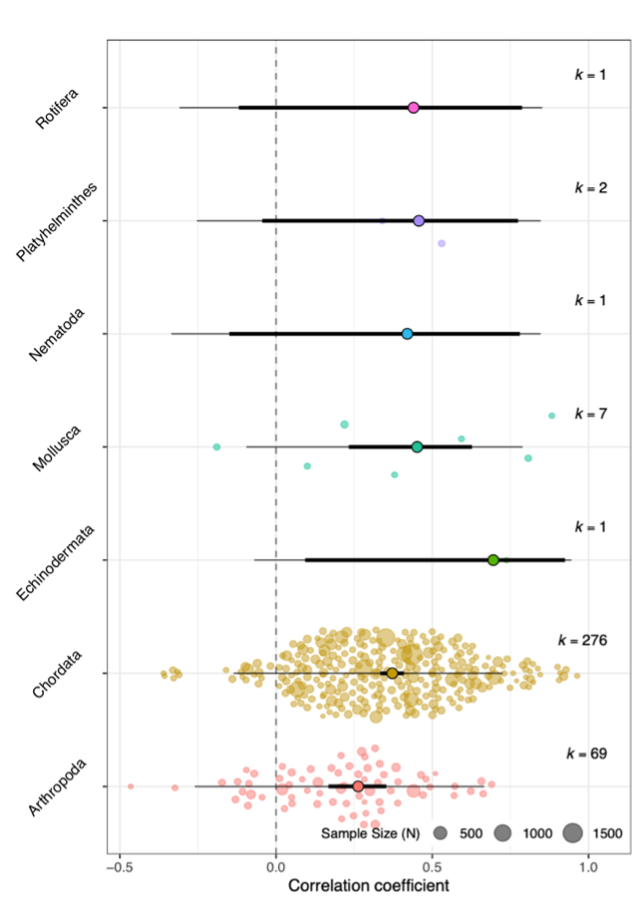 Rotifera
k = 1
Platyhelminthes
k = 2
Nematoda
k = 1
Mollusca
k = 7
Echinodermata
k = 1
Chordata
k = 276
Arthropoda
k = 69
Sample Size (N) 500 1000 1500
−0.5 0.0 0.5 1.0
Correlation coefficient